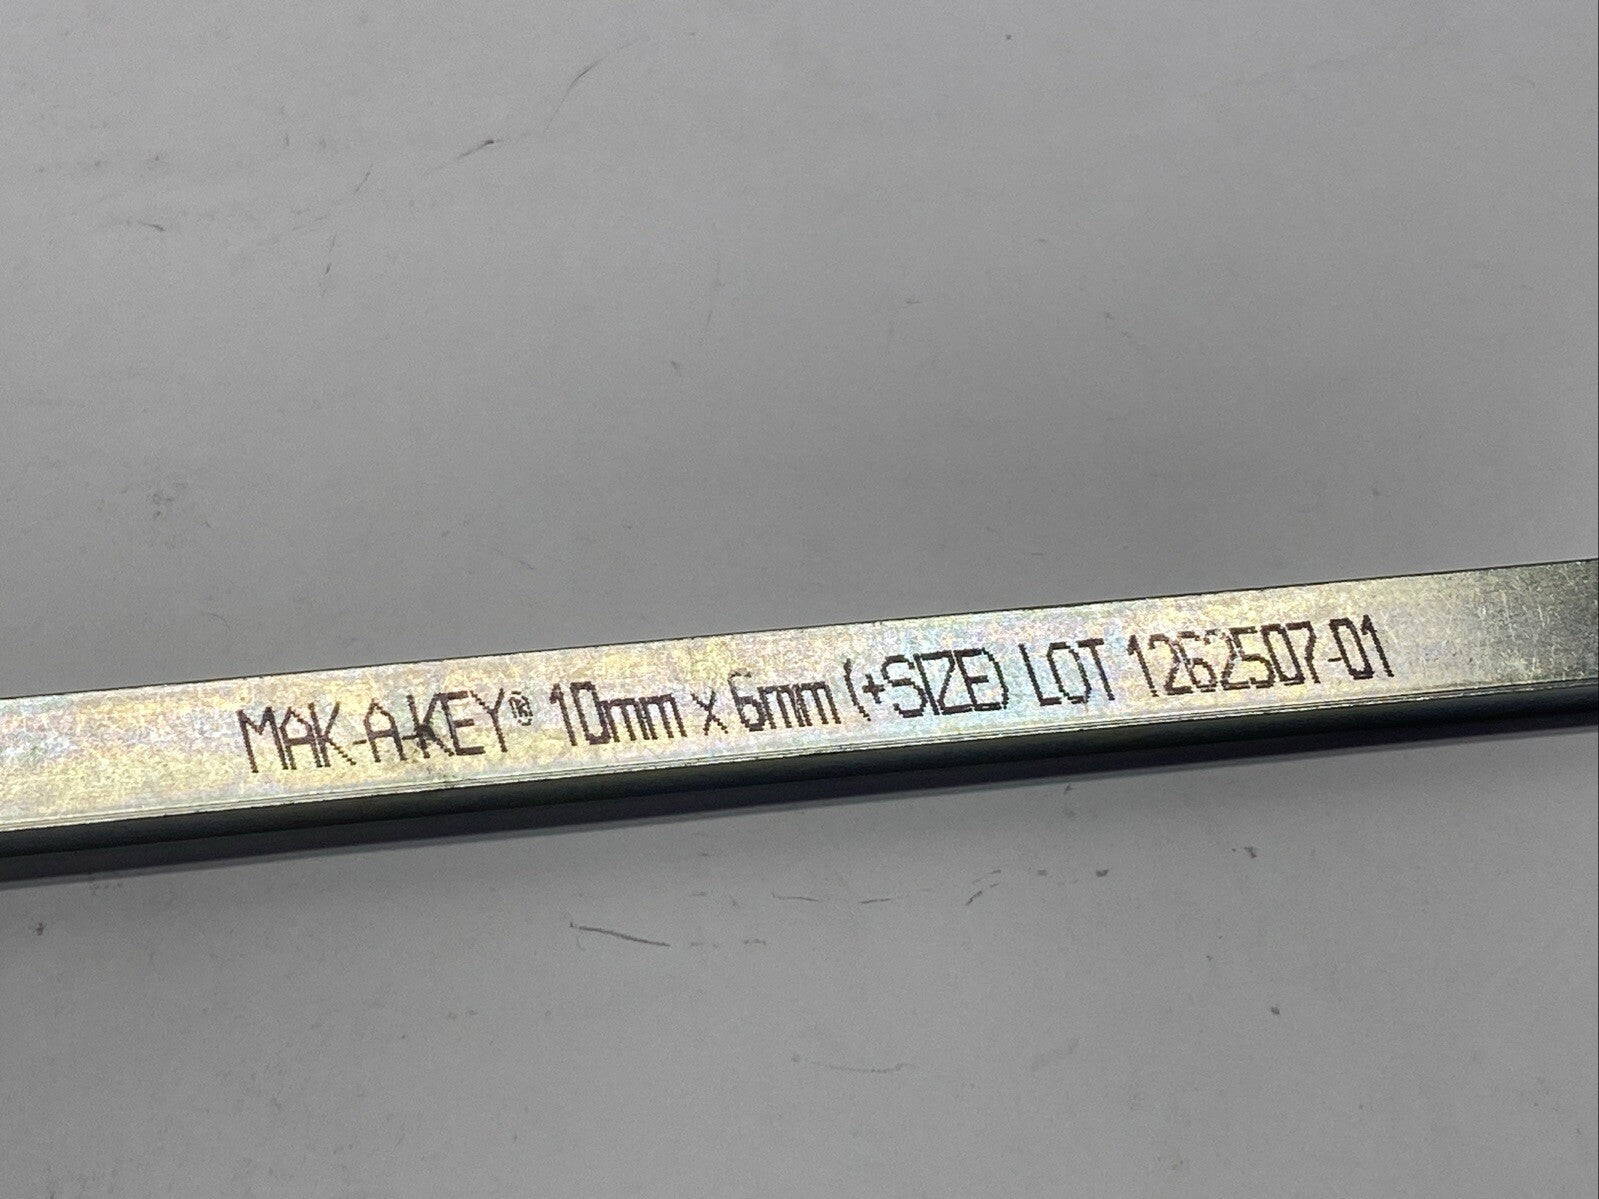 MAK-A-KEY® 10mm x 6mm (+SIZE) LOT 1262507-01